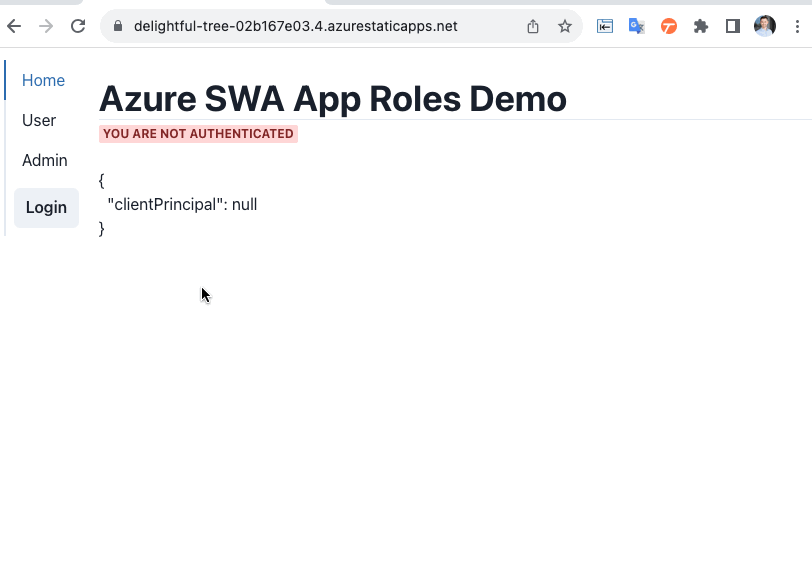 delightful-tree-02b167e03.4.azurestaticapps.net
Home
User
Admin
Login
Azure SWA App Roles Demo
YOU ARE NOT AUTHENTICATED
{
"clientPrincipal": null
}